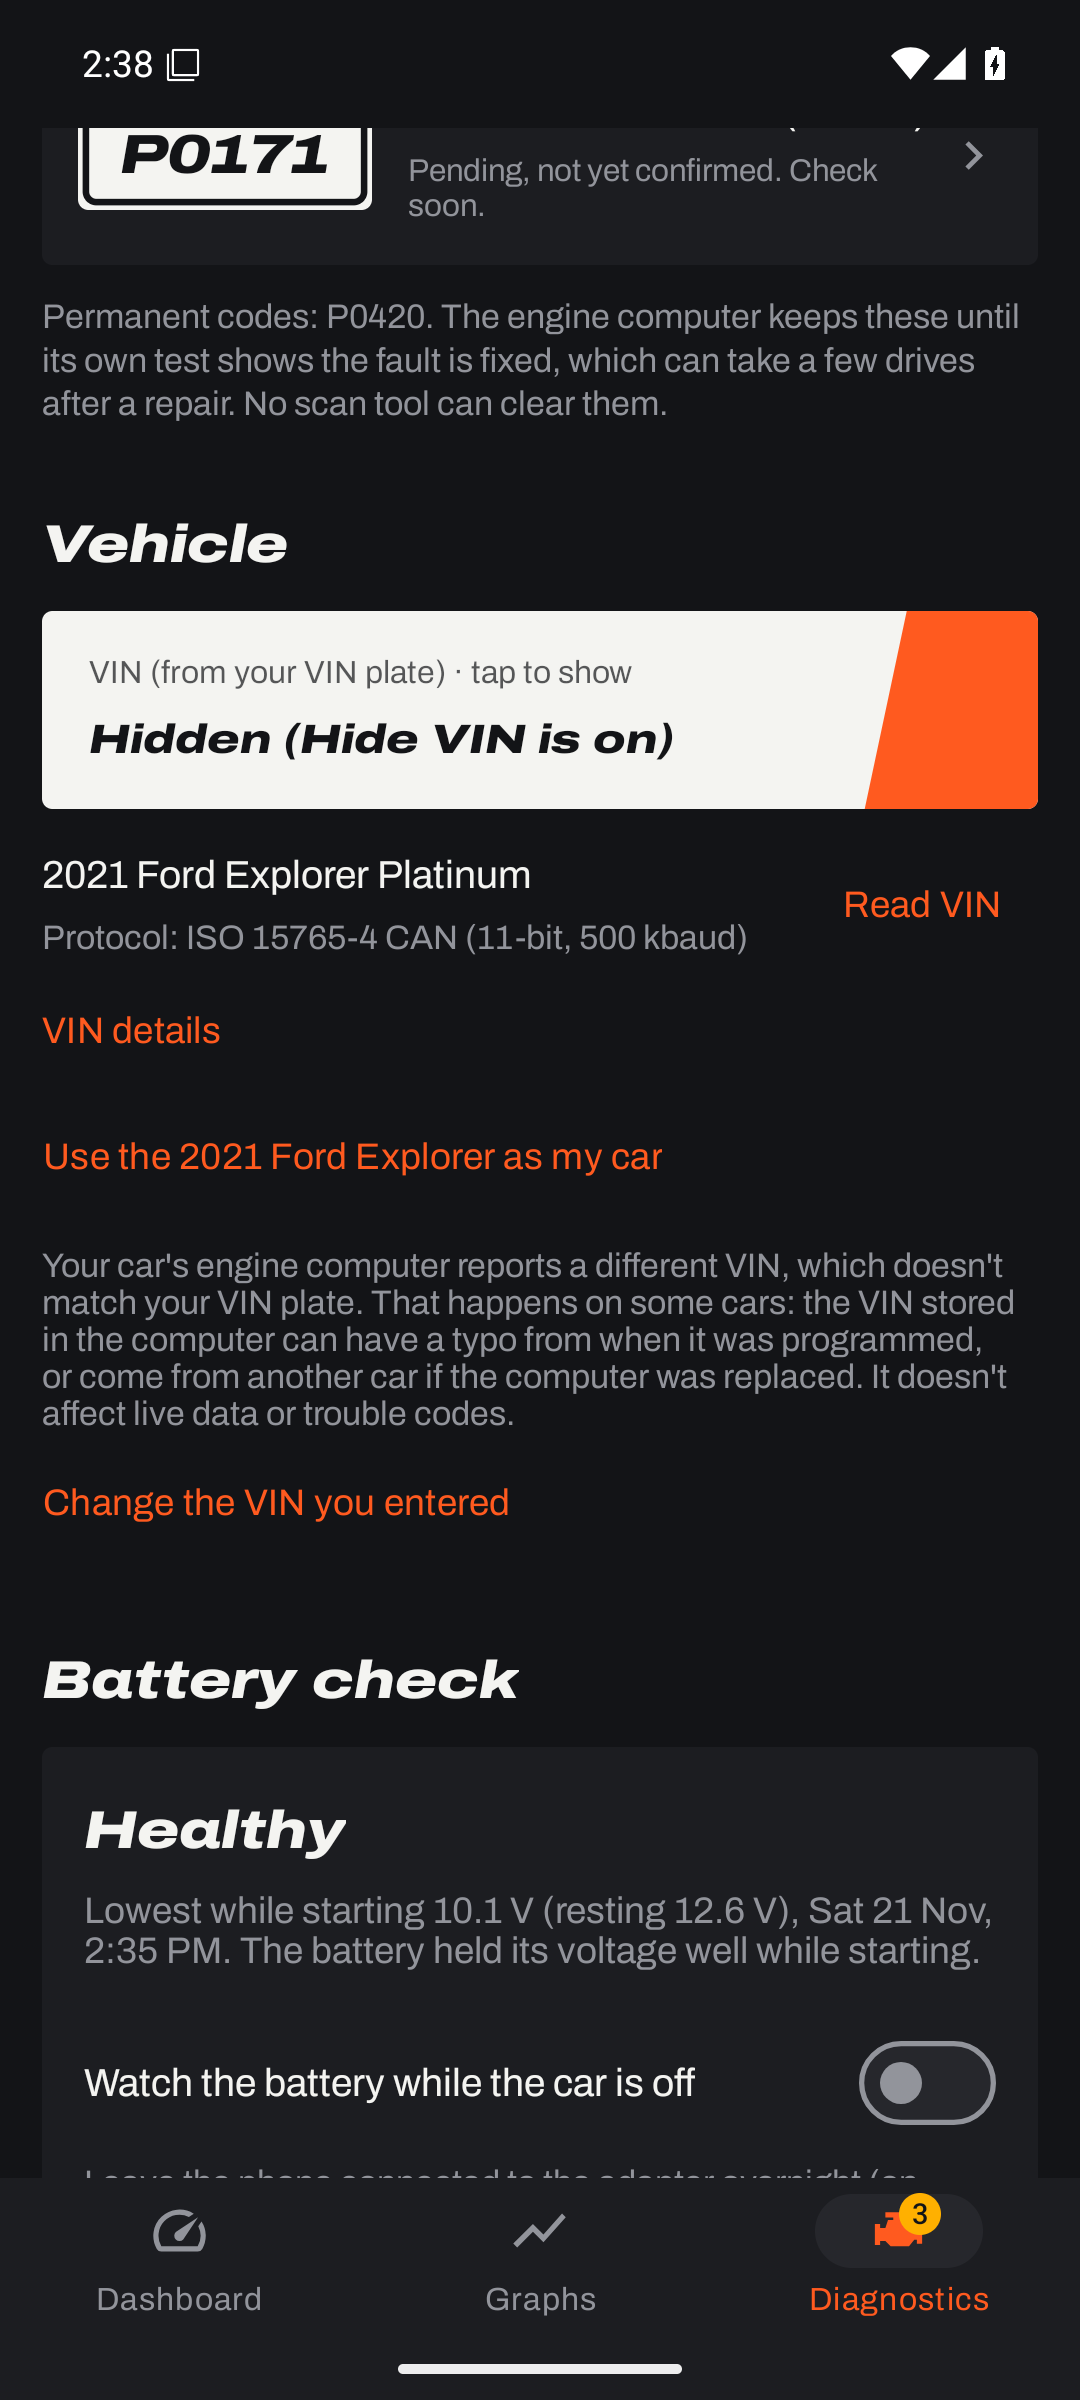 2:38
P0171
Pending, not yet confirmed. Check
soon.
Permanent codes: P0420. The engine computer keeps these until
its own test shows the fault is fixed, which can take a few drives
after a repair. No scan tool can clear them.
Vehicle
VIN (from your VIN plate) · tap to show
Hidden (Hide VIN is on)
2021 Ford Explorer Platinum
Read VIN
Protocol: ISO 15765-4 CAN (11-bit, 500 kbaud)
VIN details
Use the 2021 Ford Explorer as my car
Your car's engine computer reports a different VIN, which doesn't
match your VIN plate. That happens on some cars: the VIN stored
in the computer can have a typo from when it was programmed,
or come from another car if the computer was replaced. It doesn't
affect live data or trouble codes.
Change the VIN you entered
Battery check
Healthy
Lowest while starting 10.1 V (resting 12.6 V), Sat 21 Nov,
2:35 PM. The battery held its voltage well while starting.
Watch the battery while the car is off
3
Dashboard
Graphs
Diagnostics